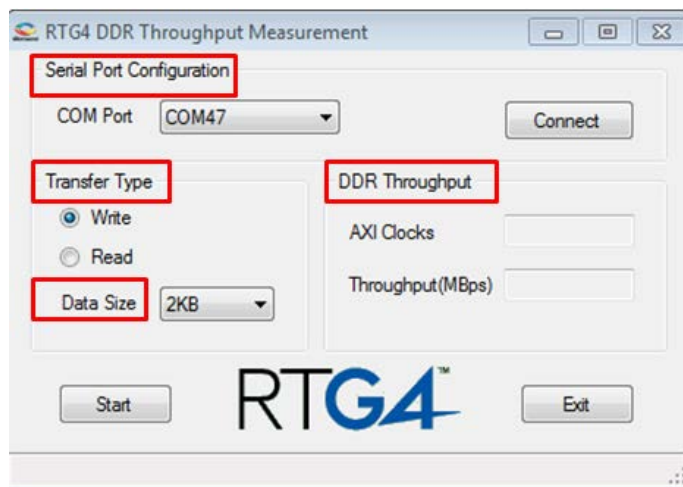 RTG4 DDR Throughput Measurement
Serial Port Configuration
COM Port COM47 Connect
Transfer Type
Write
Read
Data Size 2KB
DDR Throughput
AXI Clocks
Throughput(MBps)
Start RTG4™ Exit